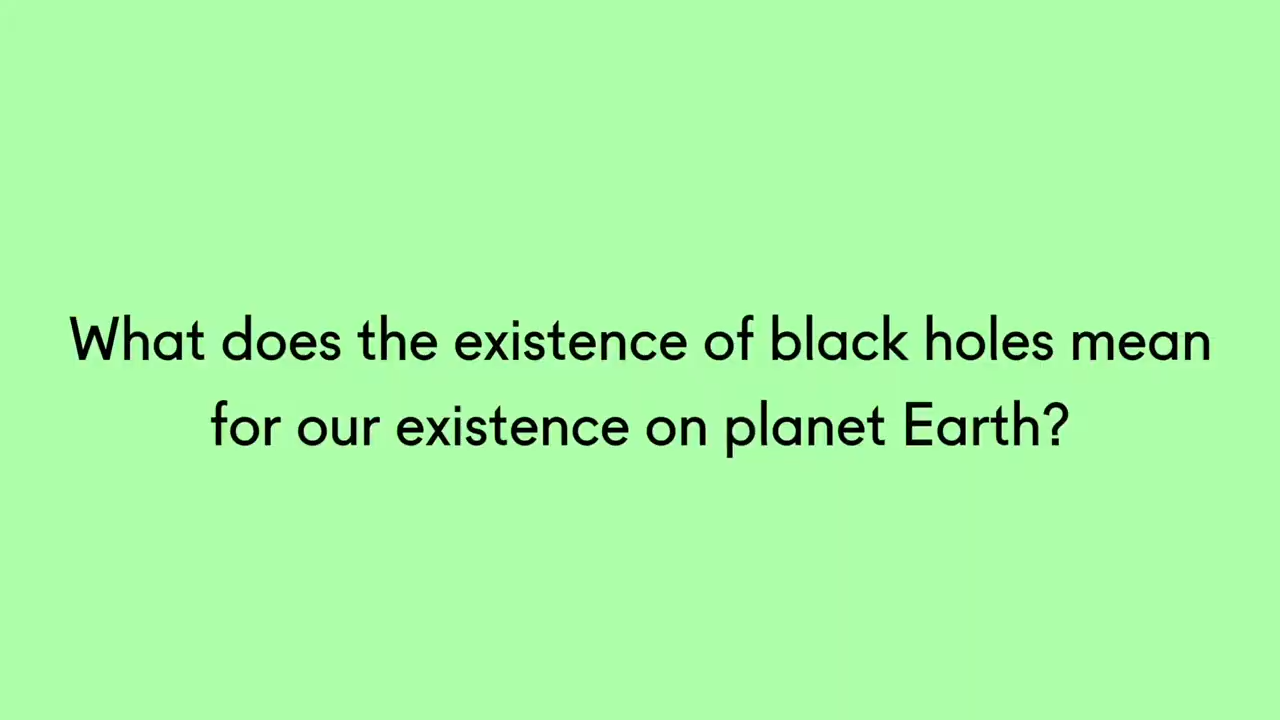 What does the existence of black holes mean
for our existence on planet Earth?